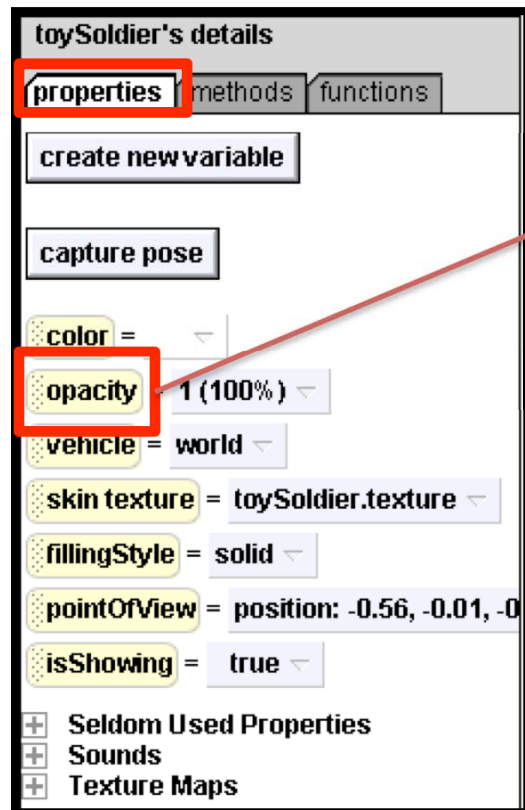 toySoldier's details
properties methods functions
create new variable
capture pose
color =
opacity = 1 (100%)
vehicle = world
skin texture = toySoldier.texture
fillingStyle = solid
pointOfView = position: -0.56, -0.01, -0
isShowing = true
Seldom Used Properties
Sounds
Texture Maps